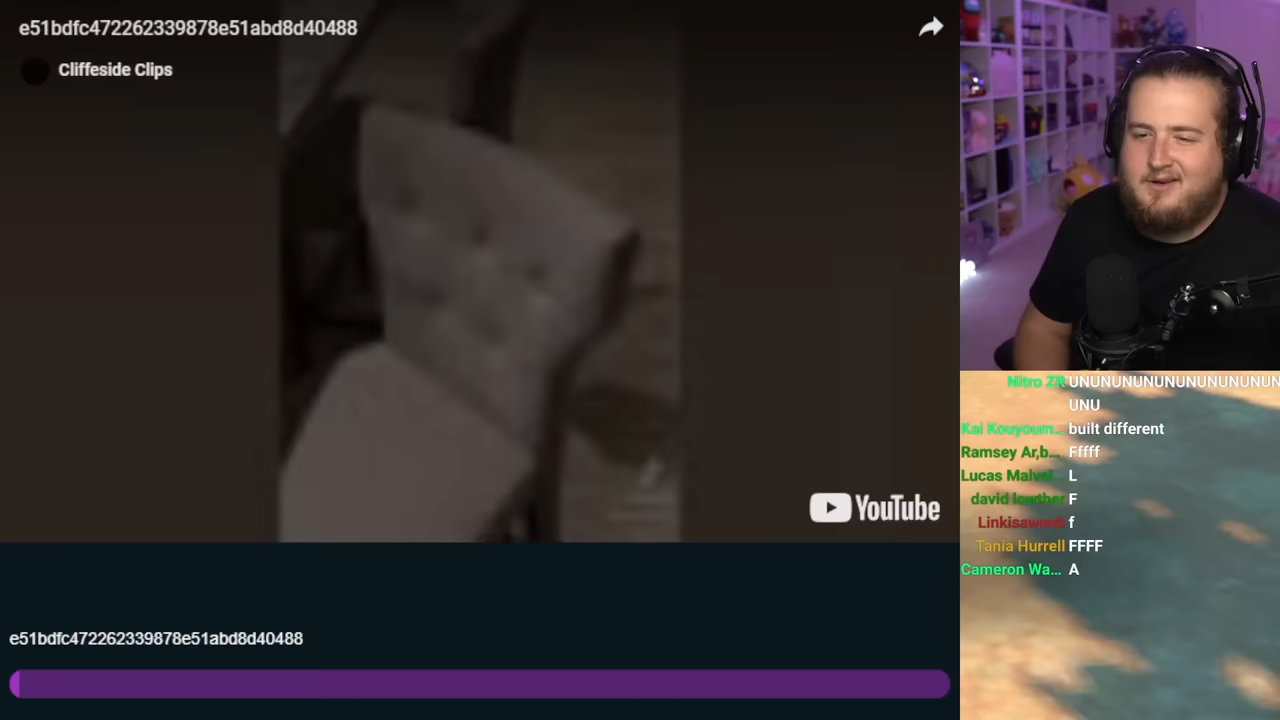 e51bdfc472262339878e51abd8d40488
Cliffeside Clips
YouTube
e51bdfc472262339878e51abd8d40488
Nitro ZR UNUNUNUNUNUNUNUNUNUN
UNU
Kai Kouyoum... built different
Ramsey Ar,b... Fffff
Lucas L
david lowther F
Linkisaweeb f
Tania Hurrell FFFF
Cameron Wa... A